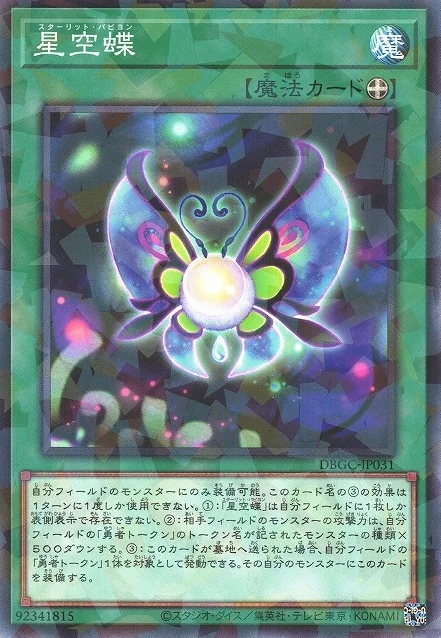 スターリット・パピヨン
星空蝶
魔
【魔法カード】
DBGC-JP031
自分フィールドのモンスターにのみ装備可能。このカード名の③の効果は
1ターンに1度しか使用できない。①:「星空蝶」は自分フィールドに1枚しか
表側表示で存在できない。②:相手フィールドのモンスターの攻撃力は、自分
フィールドの「勇者トークン」のトークン名が記されたモンスターの種類×
500ダウンする。③:このカードが墓地へ送られた場合、自分フィールドの
「勇者トークン」1体を対象として発動できる。その自分のモンスターにこのカード
を装備する。
92341815
©スタジオ・ダイス/集英社・テレビ東京・KONAMI